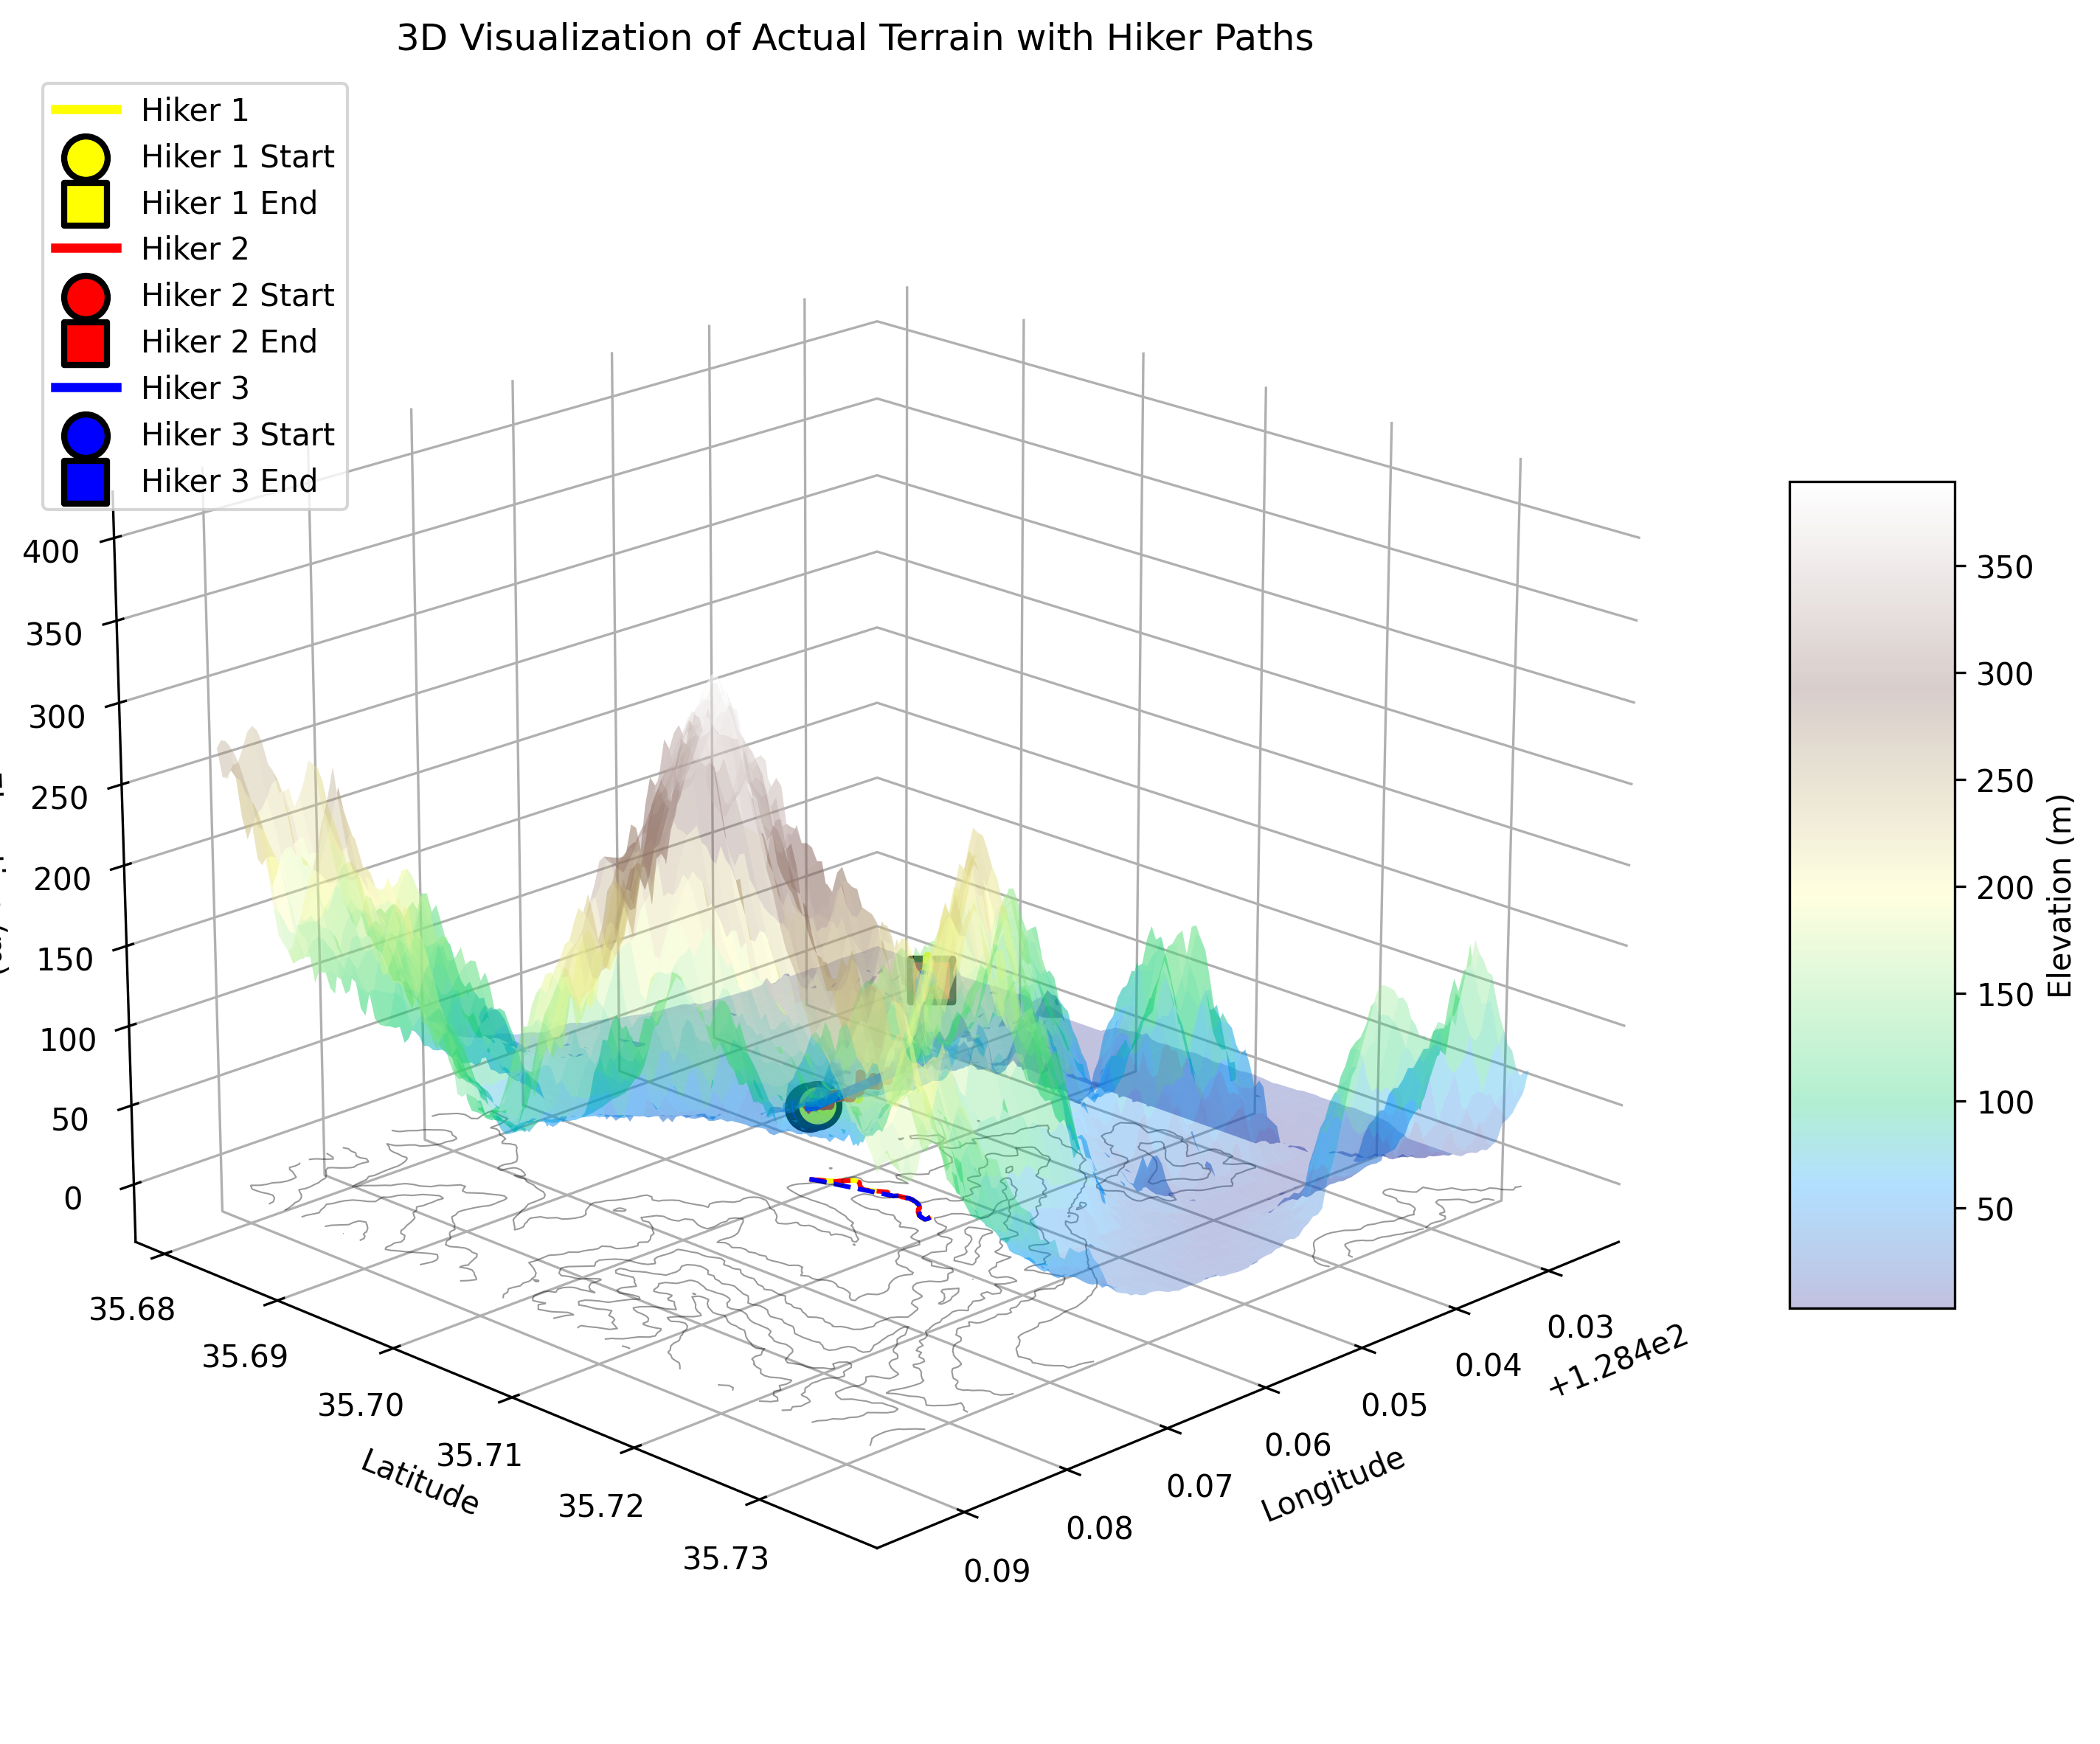 3D Visualization of Actual Terrain with Hiker Paths
Hiker 1
Hiker 1 Start
Hiker 1 End
Hiker 2
Hiker 2 Start
Hiker 2 End
Hiker 3
Hiker 3 Start
Hiker 3 End
400
350
300
250
200
150
100
50
0
35.68
35.69
35.70
35.71
35.72
35.73
Latitude
0.09
0.08
0.07
0.06
0.05
0.04
0.03
+1.284e2
Longitude
350
300
250
200
150
100
50
Elevation (m)